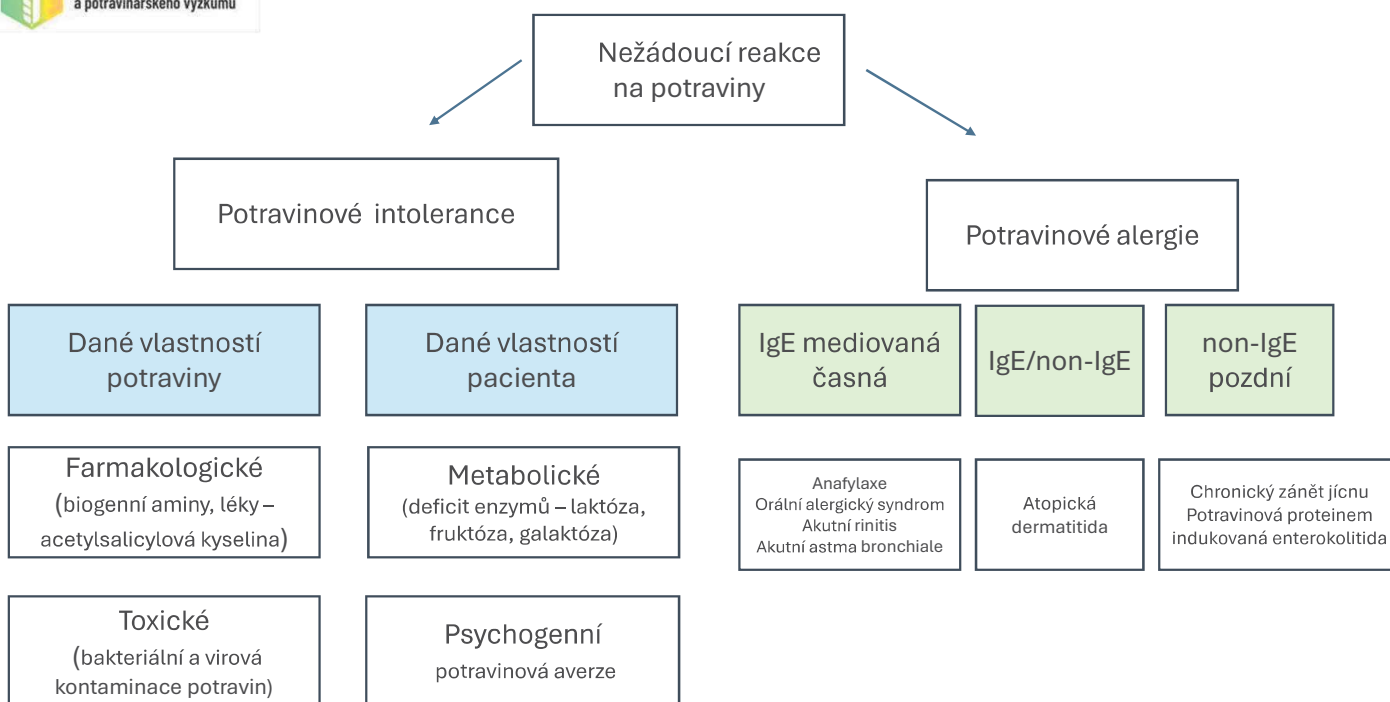 a potravinářského výzkumu
Nežádoucí reakce
na potraviny
Potravinové intolerance
Potravinové alergie
Dané vlastností
potraviny
Dané vlastností
pacienta
IgE mediovaná
časná
IgE/non-IgE
non-IgE
pozdní
Farmakologické
(biogenní aminy, léky –
acetylsalicylová kyselina)
Metabolické
(deficit enzymů – laktóza,
fruktóza, galaktóza)
Anafylaxe
Orální alergický syndrom
Akutní rinitis
Akutní astma bronchiale
Atopická
dermatitida
Chronický zánět jícnu
Potravinová proteinem
indukovaná enterokolitida
Toxické
(bakteriální a virová
kontaminace potravin)
Psychogenní
potravinová averze